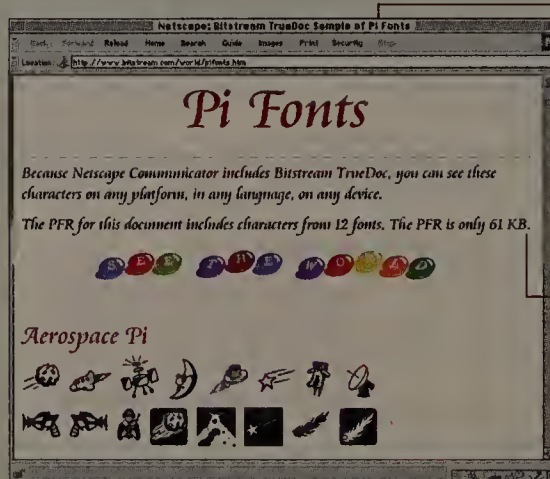 Netscape: Bitstream TrueDoc Sample of Pi Fonts
Back Forward Reload Home Search Guide Images Print Security Stop
Location: http://www.bitstream.com/world/pifonts.htm
Pi Fonts
Because Netscape Communicator includes Bitstream TrueDoc, you can see these
characters on any platform, in any language, on any device.
The PFR for this document includes characters from 12 fonts. The PFR is only 61 KB.
SEE THE WORLD
Aerospace Pi